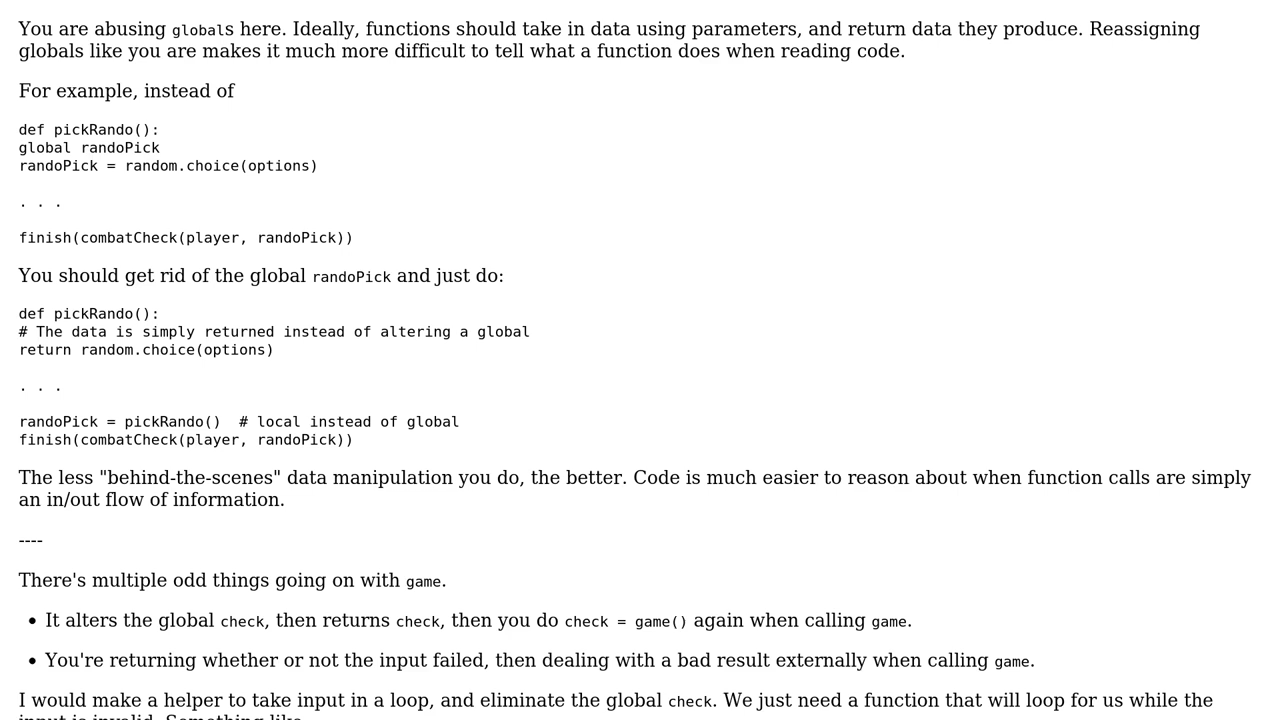 You are abusing globals here. Ideally, functions should take in data using parameters, and return data they produce. Reassigning
globals like you are makes it much more difficult to tell what a function does when reading code.
For example, instead of
def pickRando():
global randoPick
randoPick = random.choice(options)
. . .
finish(combatCheck(player, randoPick))
You should get rid of the global randoPick and just do:
def pickRando():
# The data is simply returned instead of altering a global
return random.choice(options)
. . .
randoPick = pickRando()  # local instead of global
finish(combatCheck(player, randoPick))
The less "behind-the-scenes" data manipulation you do, the better. Code is much easier to reason about when function calls are simply
an in/out flow of information.
----
There's multiple odd things going on with game.
• It alters the global check, then returns check, then you do check = game() again when calling game.
• You're returning whether or not the input failed, then dealing with a bad result externally when calling game.
I would make a helper to take input in a loop, and eliminate the global check. We just need a function that will loop for us while the
input is invalid. Something like